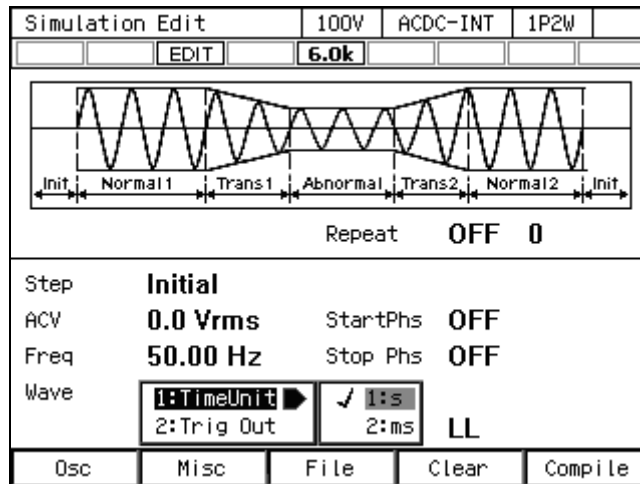 Simulation Edit 100V ACDC-INT 1P2W
EDIT 6.0k
Init Normal1 Trans1 Abnormal Trans2 Normal2 Init
Repeat OFF 0
Step Initial
ACV 0.0 Vrms StartPhs OFF
Freq 50.00 Hz Stop Phs OFF
Wave 1:TimeUnit ✓ 1:s
2:Trig Out 2:ms LL
Osc Misc File Clear Compile